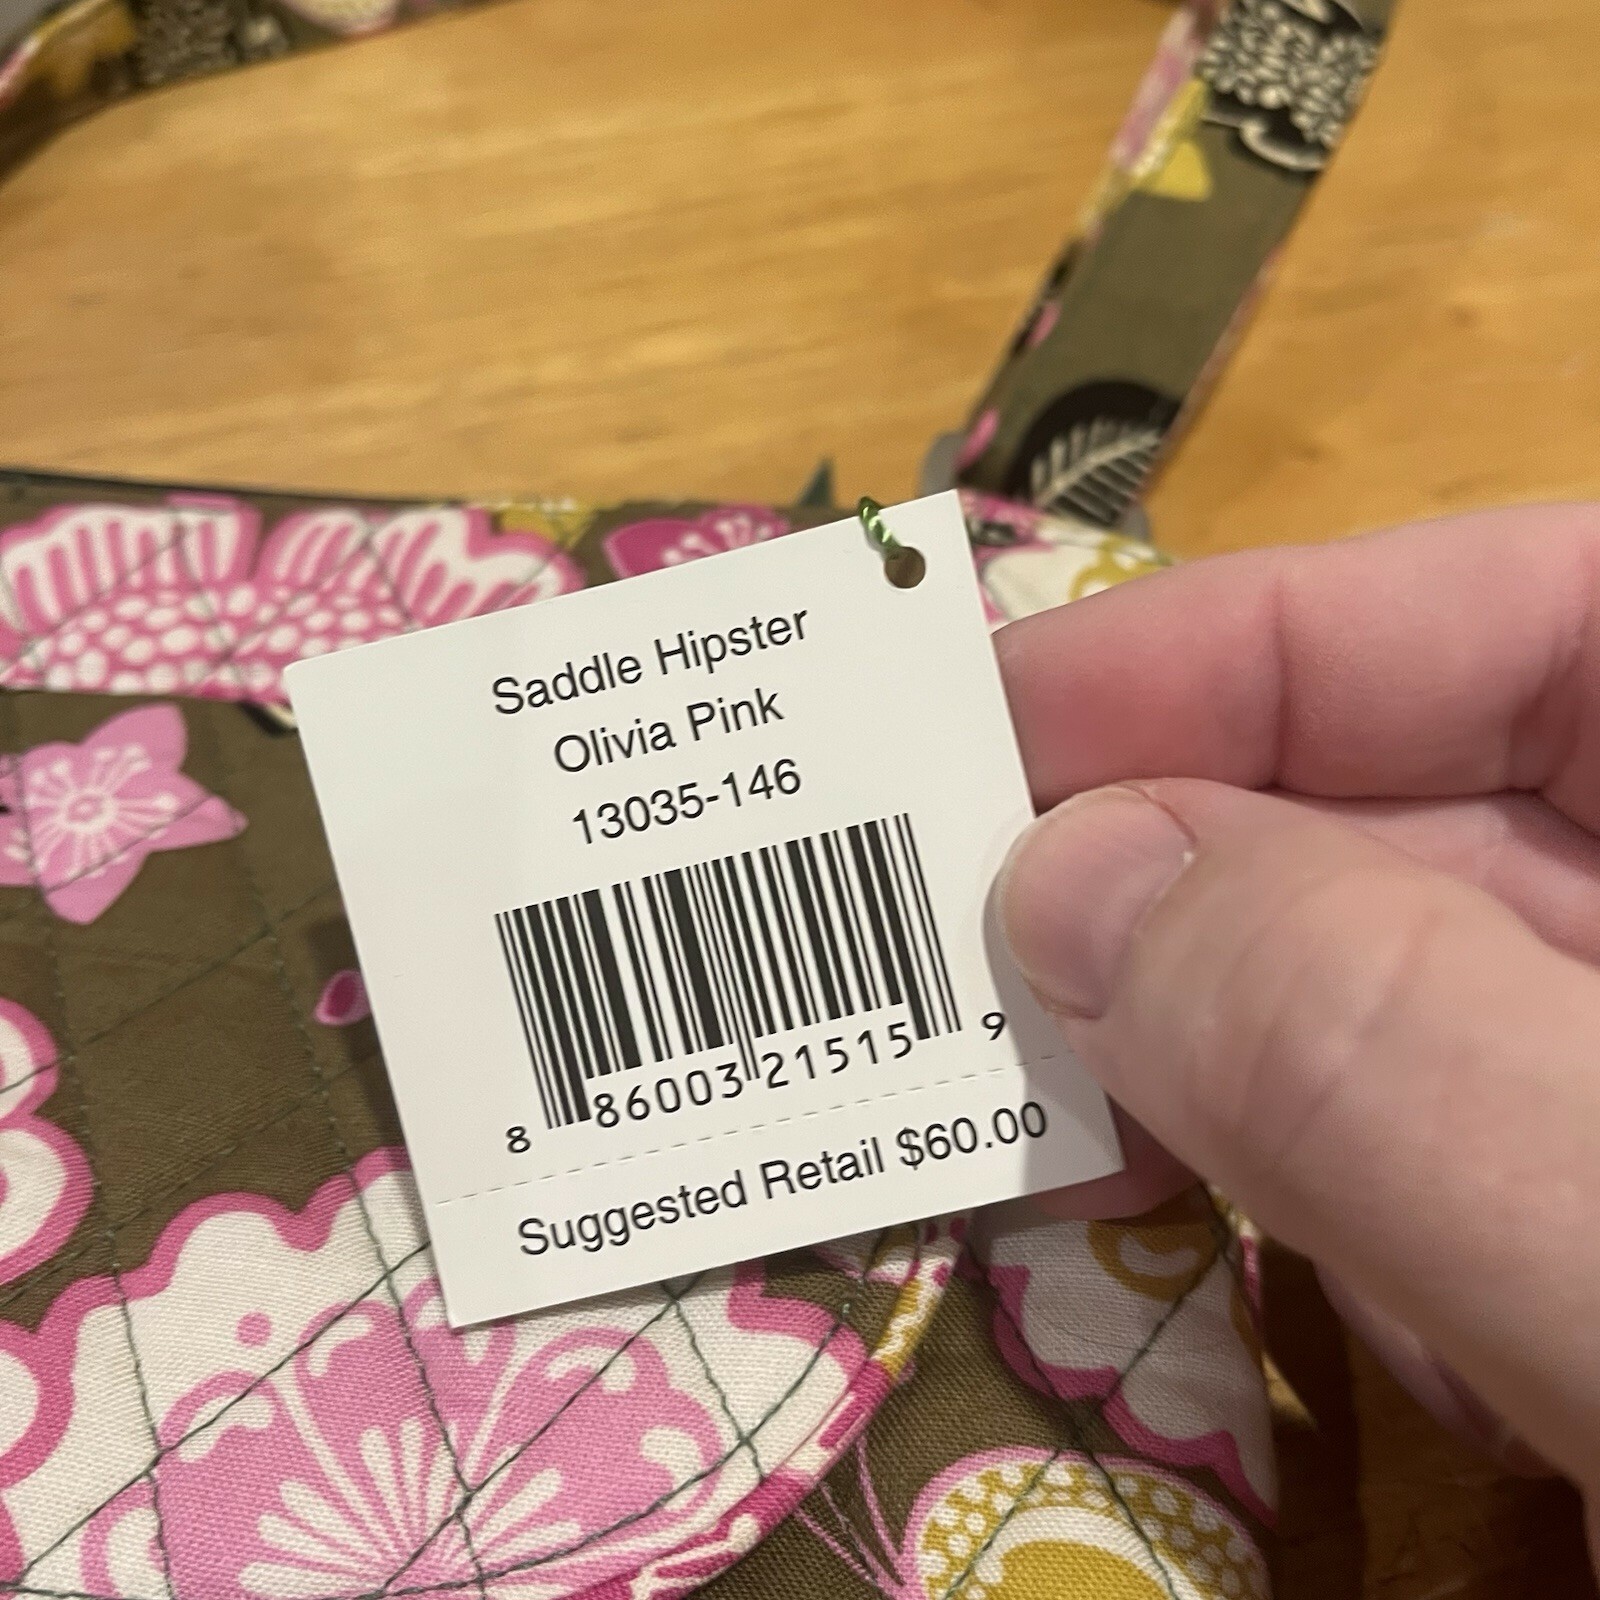 Saddle Hipster
Olivia Pink
13035-146
8 86003 21515 9
Suggested Retail $60.00